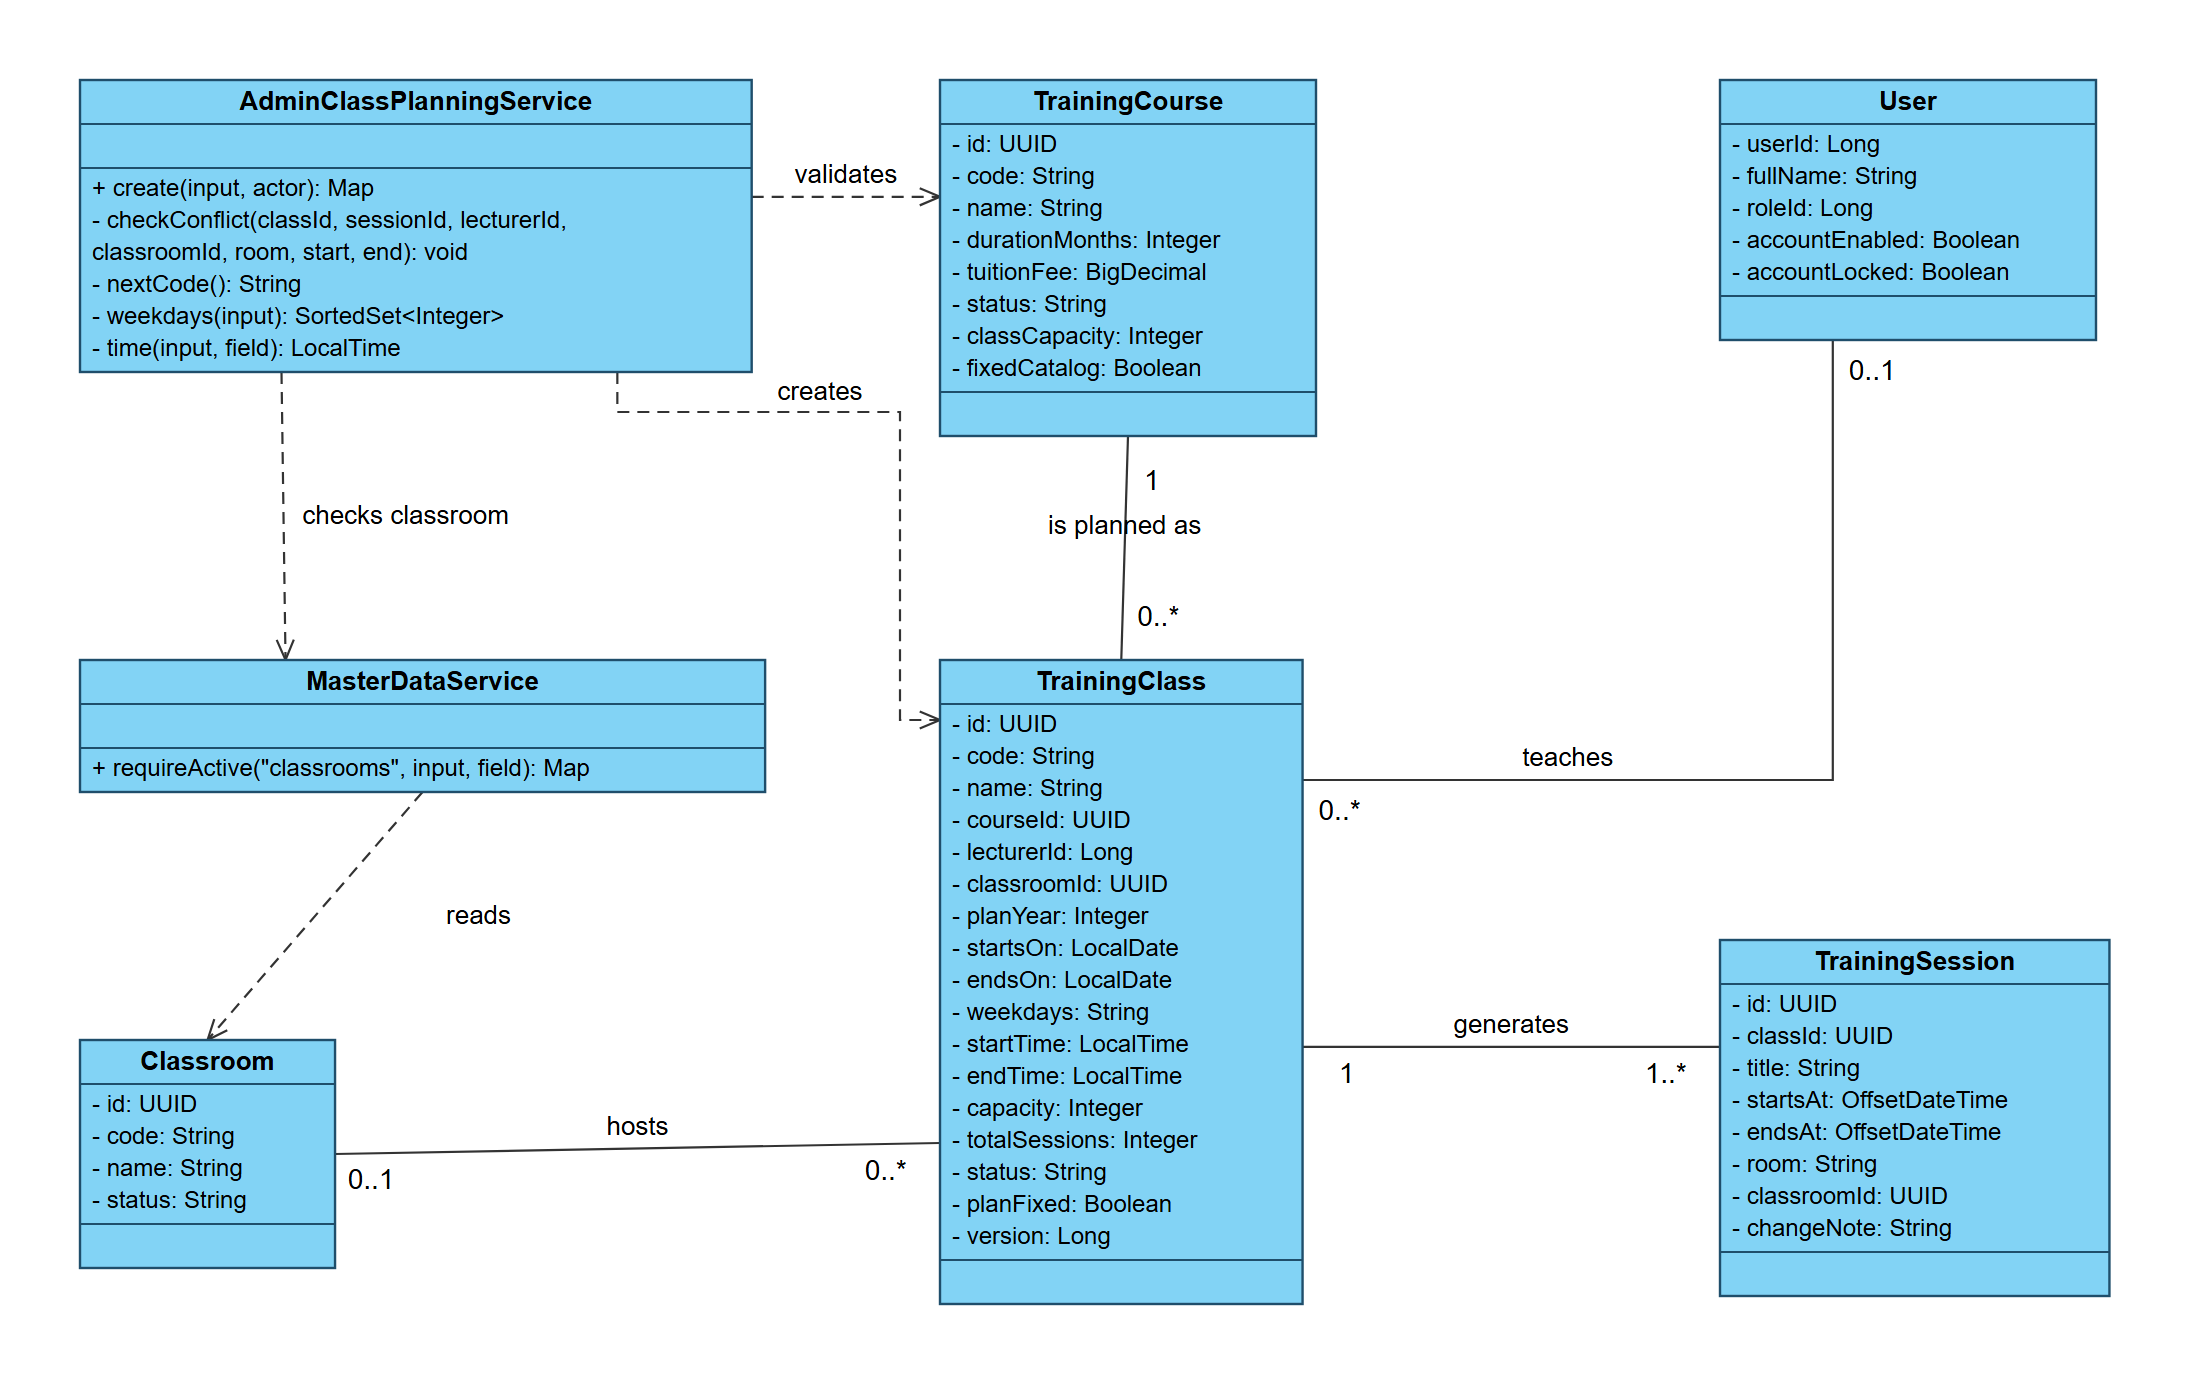 AdminClassPlanningService
+ create(input, actor): Map
- checkConflict(classId, sessionId, lecturerId,
classroomId, room, start, end): void
- nextCode(): String
- weekdays(input): SortedSet<Integer>
- time(input, field): LocalTime
validates
TrainingCourse
- id: UUID
- code: String
- name: String
- durationMonths: Integer
- tuitionFee: BigDecimal
- status: String
- classCapacity: Integer
- fixedCatalog: Boolean
User
- userId: Long
- fullName: String
- roleId: Long
- accountEnabled: Boolean
- accountLocked: Boolean
0..1
creates
checks classroom
1
is planned as
0..*
MasterDataService
+ requireActive("classrooms", input, field): Map
TrainingClass
- id: UUID
- code: String
- name: String
- courseId: UUID
- lecturerId: Long
- classroomId: UUID
- planYear: Integer
- startsOn: LocalDate
- endsOn: LocalDate
- weekdays: String
- startTime: LocalTime
- endTime: LocalTime
- capacity: Integer
- totalSessions: Integer
- status: String
- planFixed: Boolean
- version: Long
teaches
0..*
reads
Classroom
- id: UUID
- code: String
- name: String
- status: String
hosts
0..1
0..*
generates
1
1..*
TrainingSession
- id: UUID
- classId: UUID
- title: String
- startsAt: OffsetDateTime
- endsAt: OffsetDateTime
- room: String
- classroomId: UUID
- changeNote: String